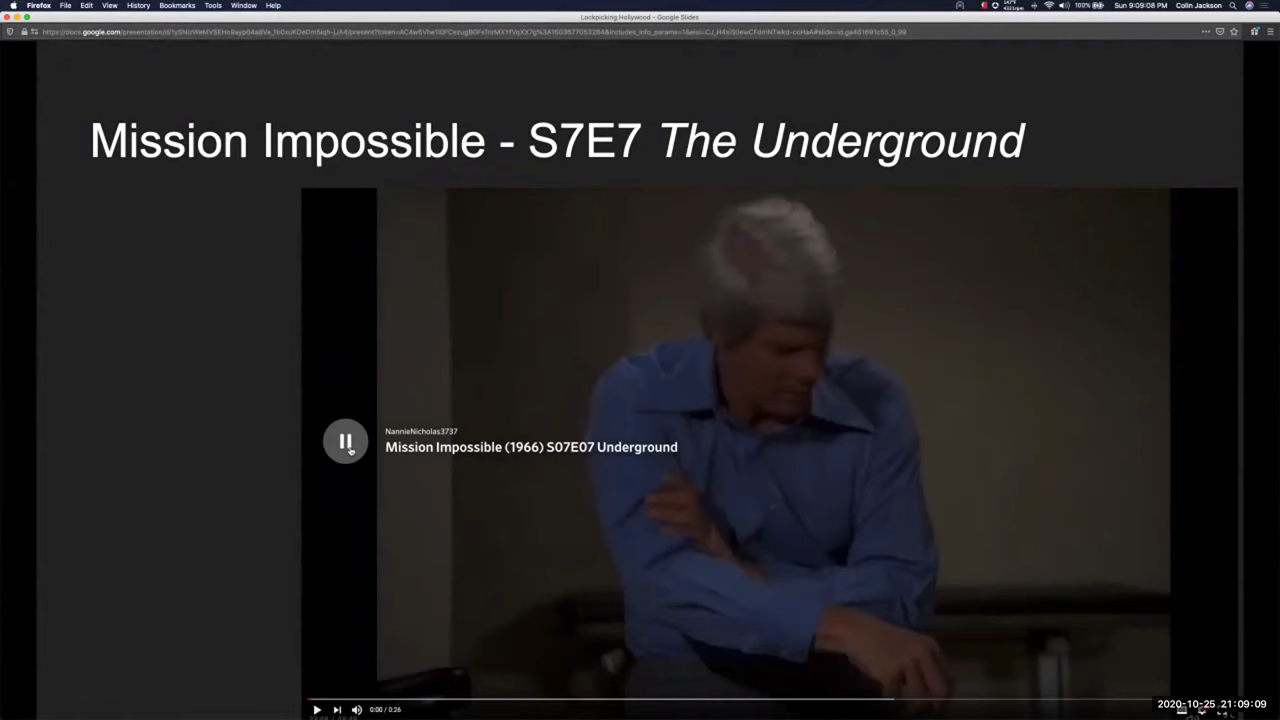 Firefox File Edit View History Bookmarks Tools Window Help
100% Sun 9:09:08 PM Colin Jackson
Lockpicking Hollywood - Google Slides
Mission Impossible - S7E7 The Underground
NannieNicholas3737
Mission Impossible (1966) S07E07 Underground
0:00 / 0:26
2020-10-25 21:09:09